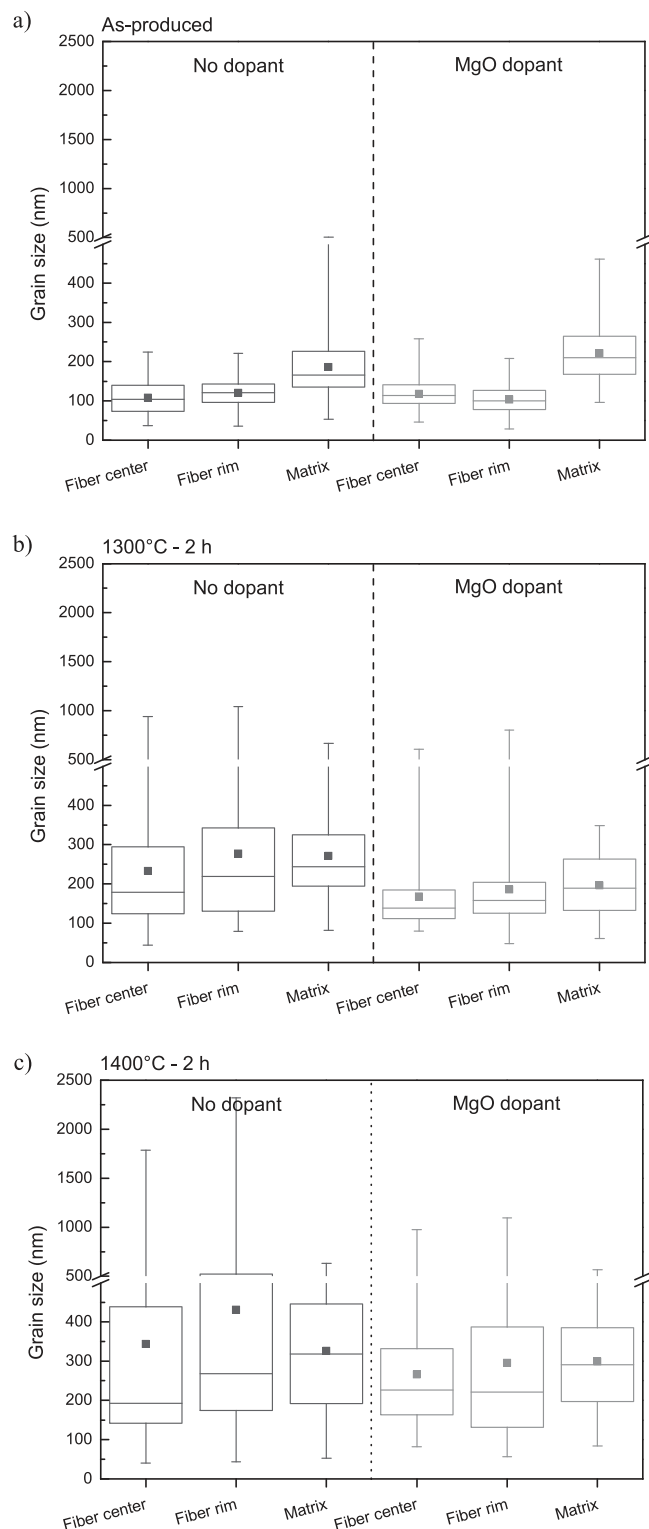 a)
As-produced
2500
No dopant
MgO dopant
2000
1500
1000
500
400
300
200
100
0
Grain size (nm)
Fiber center
Fiber rim
Matrix
Fiber center
Fiber rim
Matrix
b)
1300°C - 2 h
2500
No dopant
MgO dopant
2000
1500
1000
500
400
300
200
100
0
Grain size (nm)
Fiber center
Fiber rim
Matrix
Fiber center
Fiber rim
Matrix
c)
1400°C - 2 h
2500
No dopant
MgO dopant
2000
1500
1000
500
400
300
200
100
0
Grain size (nm)
Fiber center
Fiber rim
Matrix
Fiber center
Fiber rim
Matrix